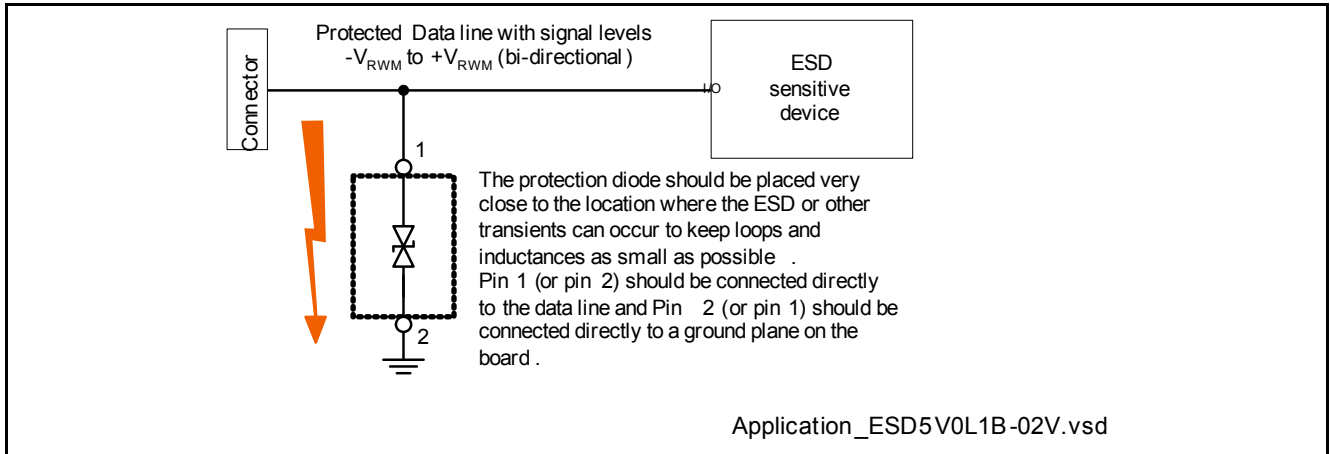 Protected Data line with signal levels
-VRWM to +VRWM (bi-directional)
Connector
I/O
ESD
sensitive
device
1
The protection diode should be placed very
close to the location where the ESD or other
transients can occur to keep loops and
inductances as small as possible .
Pin 1 (or pin 2) should be connected directly
to the data line and Pin 2 (or pin 1) should be
connected directly to a ground plane on the
board .
2
Application_ESD5V0L1B-02V.vsd